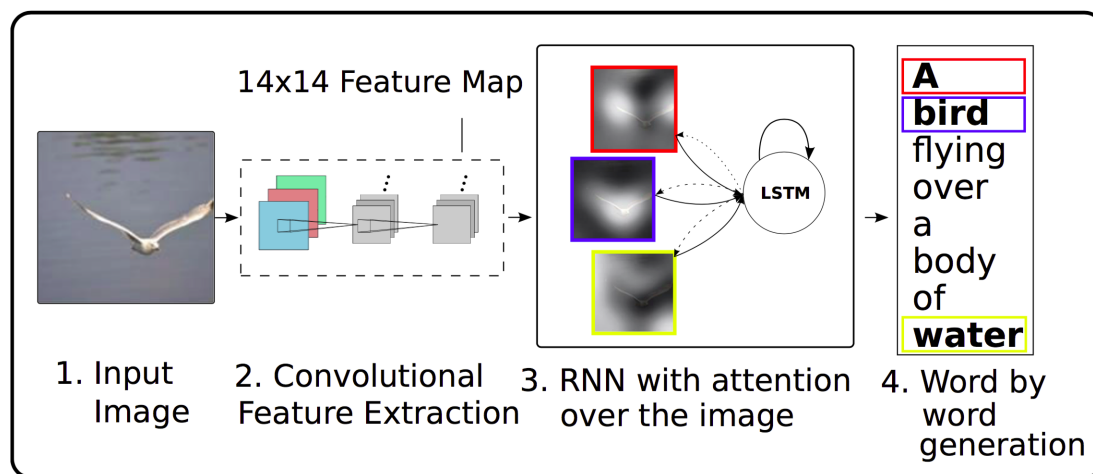 14x14 Feature Map
LSTM
A
bird
flying
over
a
body
of
water
1. Input
Image
2. Convolutional
Feature Extraction
3. RNN with attention
over the image
4. Word by
word
generation